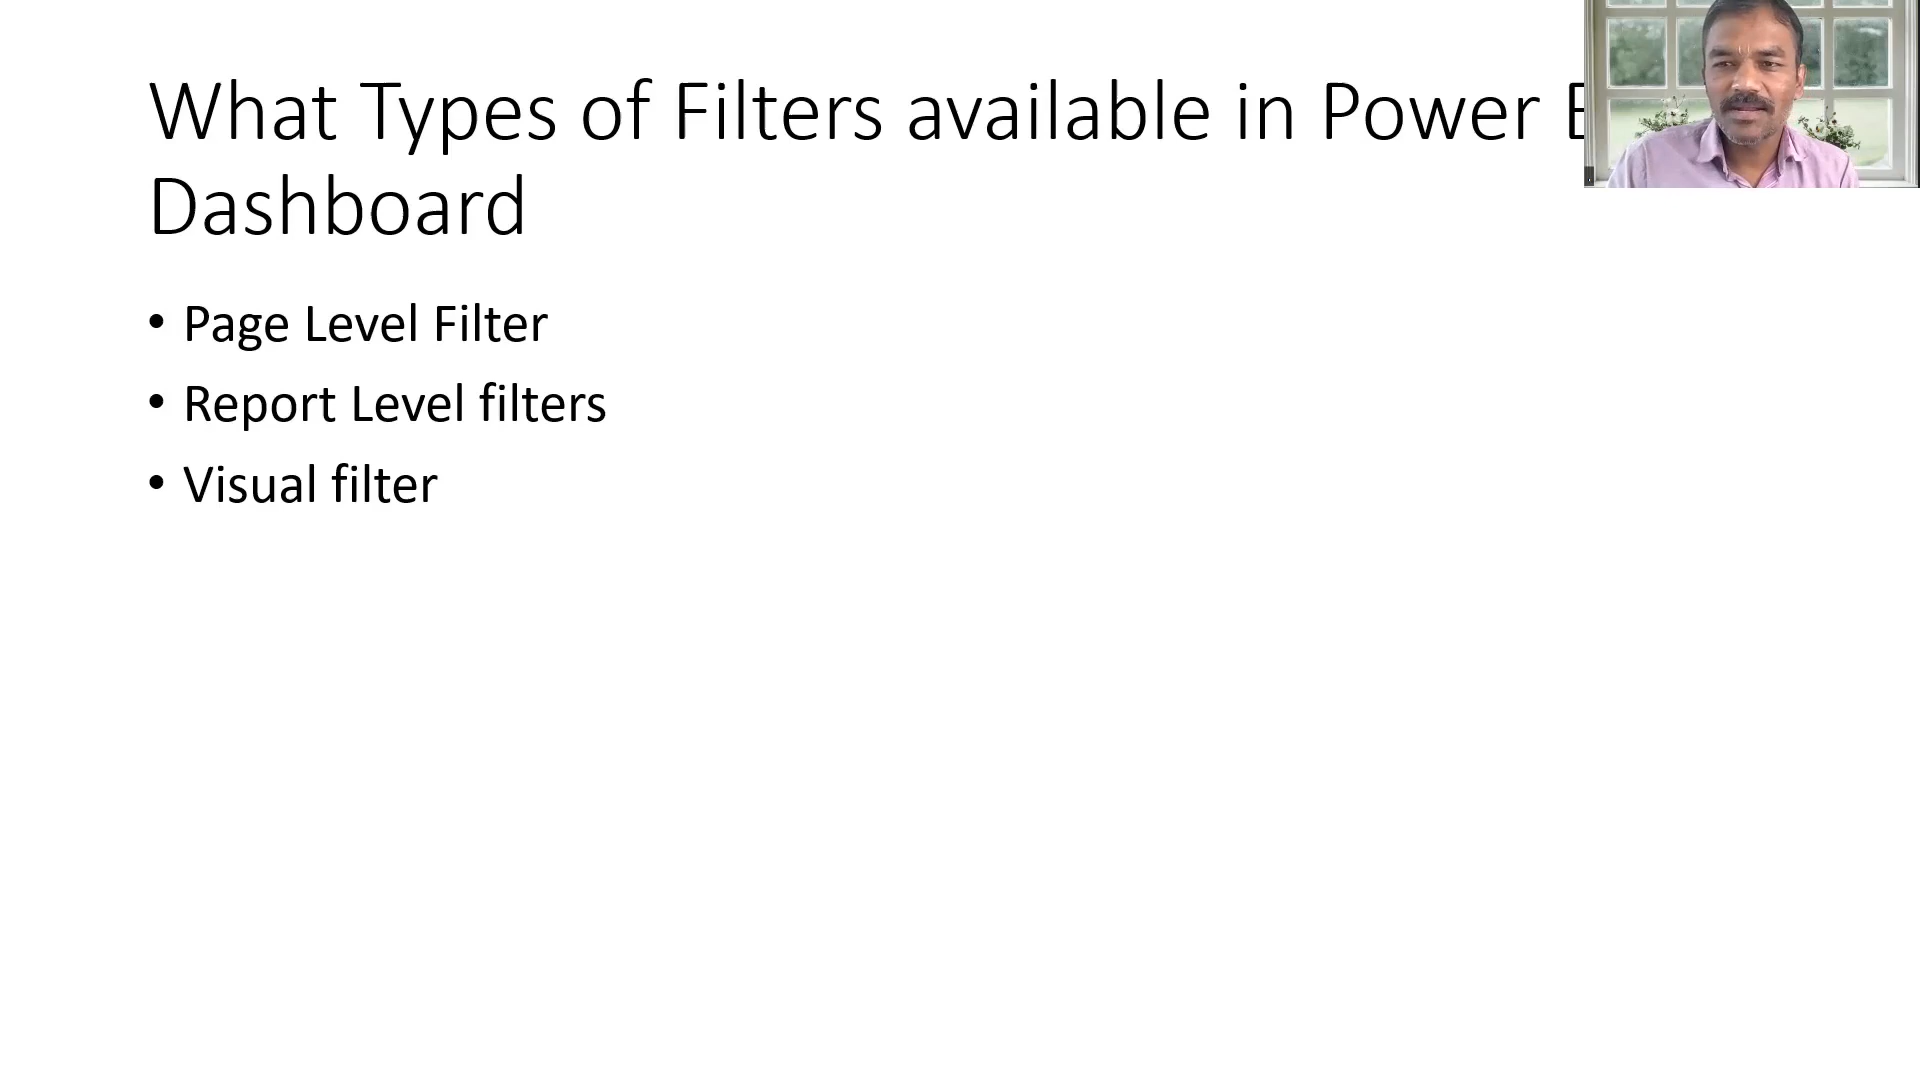 What Types of Filters available in Power
Dashboard
• Page Level Filter
• Report Level filters
• Visual filter